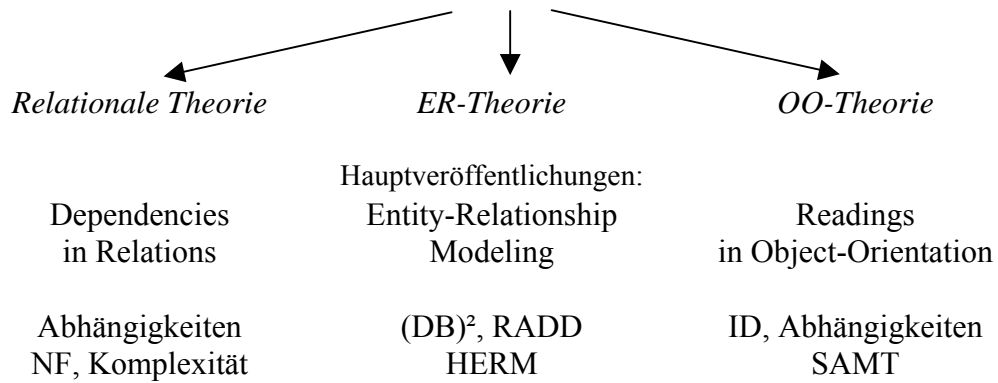 Relationale Theorie ER-Theorie OO-Theorie
Hauptveröffentlichungen:
Dependencies Entity-Relationship Readings
in Relations Modeling in Object-Orientation
Abhängigkeiten (DB)², RADD ID, Abhängigkeiten
NF, Komplexität HERM SAMT